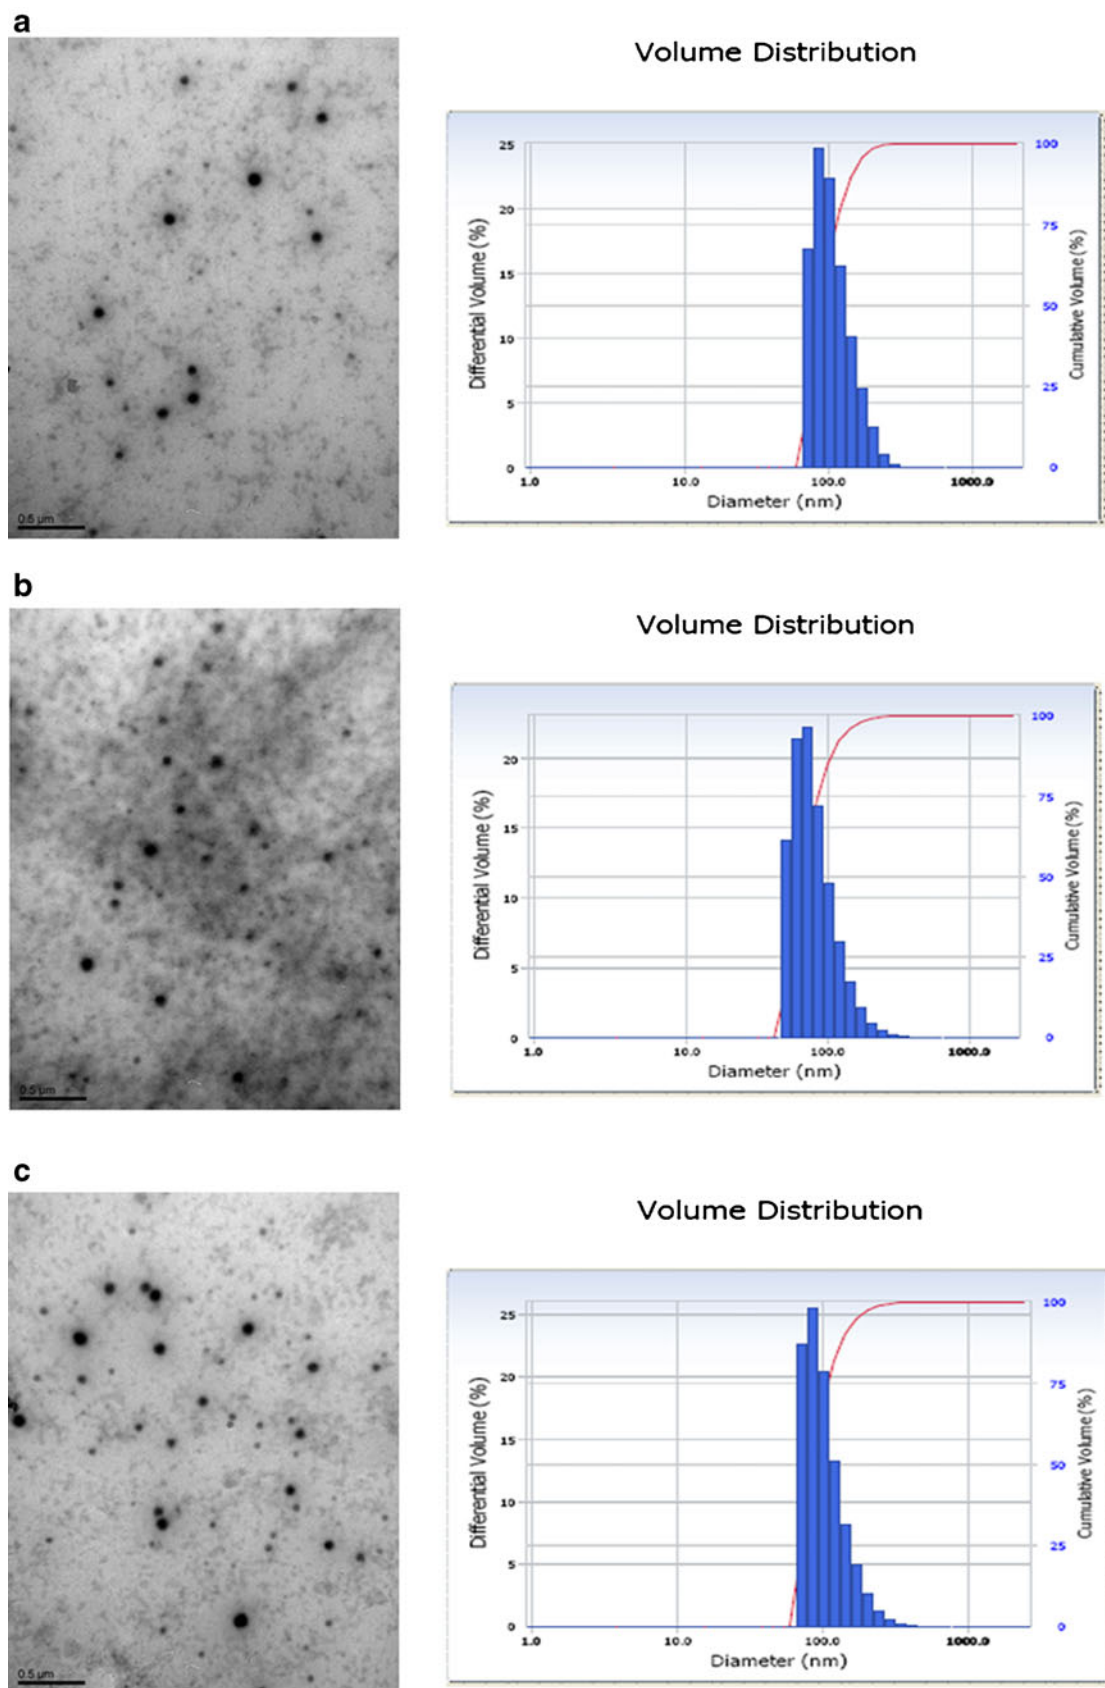 a
Volume Distribution
25
20
15
10
5
0
Differential Volume (%)
100
75
50
25
0
Cumulative Volume (%)
1.0 10.0 100.0 1000.0
Diameter (nm)
0.5 µm
b
Volume Distribution
20
15
10
5
0
Differential Volume (%)
100
75
50
25
0
Cumulative Volume (%)
1.0 10.0 100.0 1000.0
Diameter (nm)
0.5 µm
c
Volume Distribution
25
20
15
10
5
0
Differential Volume (%)
100
75
50
25
0
Cumulative Volume (%)
1.0 10.0 100.0 1000.0
Diameter (nm)
0.5 µm